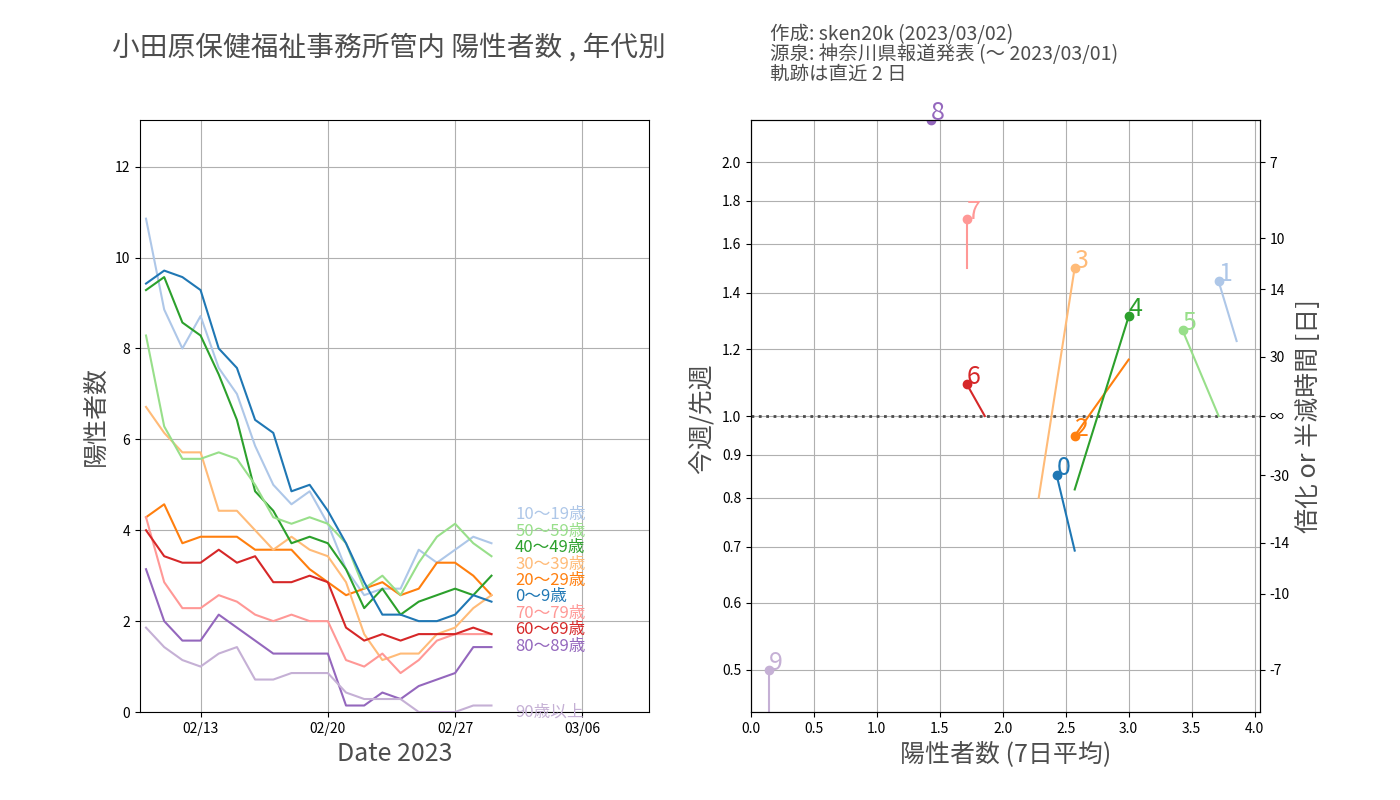 小田原保健福祉事務所管内 陽性者数 , 年代別
作成: sken20k (2023/03/02)
源泉: 神奈川県報道発表 (〜 2023/03/01)
軌跡は直近 2 日
陽性者数
12
10
8
6
4
2
0
02/13
02/20
02/27
03/06
Date 2023
10〜19歳
50〜59歳
40〜49歳
30〜39歳
20〜29歳
0〜9歳
70〜79歳
60〜69歳
80〜89歳
90歳以上
今週/先週
2.0
1.8
1.6
1.4
1.2
1.0
0.9
0.8
0.7
0.6
0.5
8
7
3
1
4
5
6
2
0
9
0.0
0.5
1.0
1.5
2.0
2.5
3.0
3.5
4.0
陽性者数 (7日平均)
7
10
14
30
∞
-30
-14
-10
-7
倍化 or 半減時間 [日]